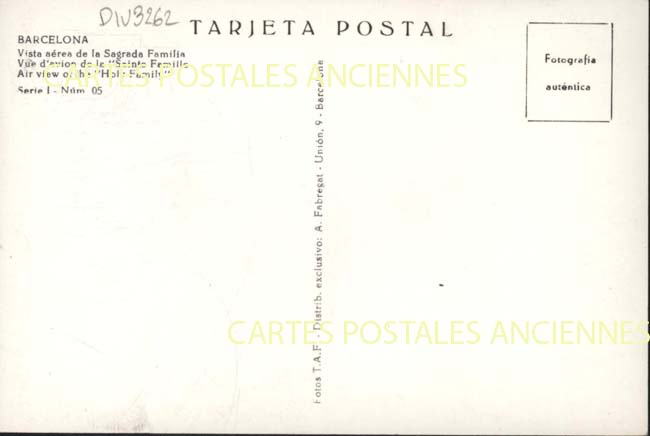 DIV3262
TARJETA POSTAL
BARCELONA
Vista aérea de la Sagrada Familia
Vue d'avion de la "Sainte Famille
Air view of the "Holy Family"
Serie I - Núm. 05
Fotografía
auténtica
Fotos T.A.F. - Distrib. exclusivo: A. Fabregat - Unión, 9 - Barcelona
CARTES POSTALES ANCIENNES
CARTES POSTALES ANCIENNES